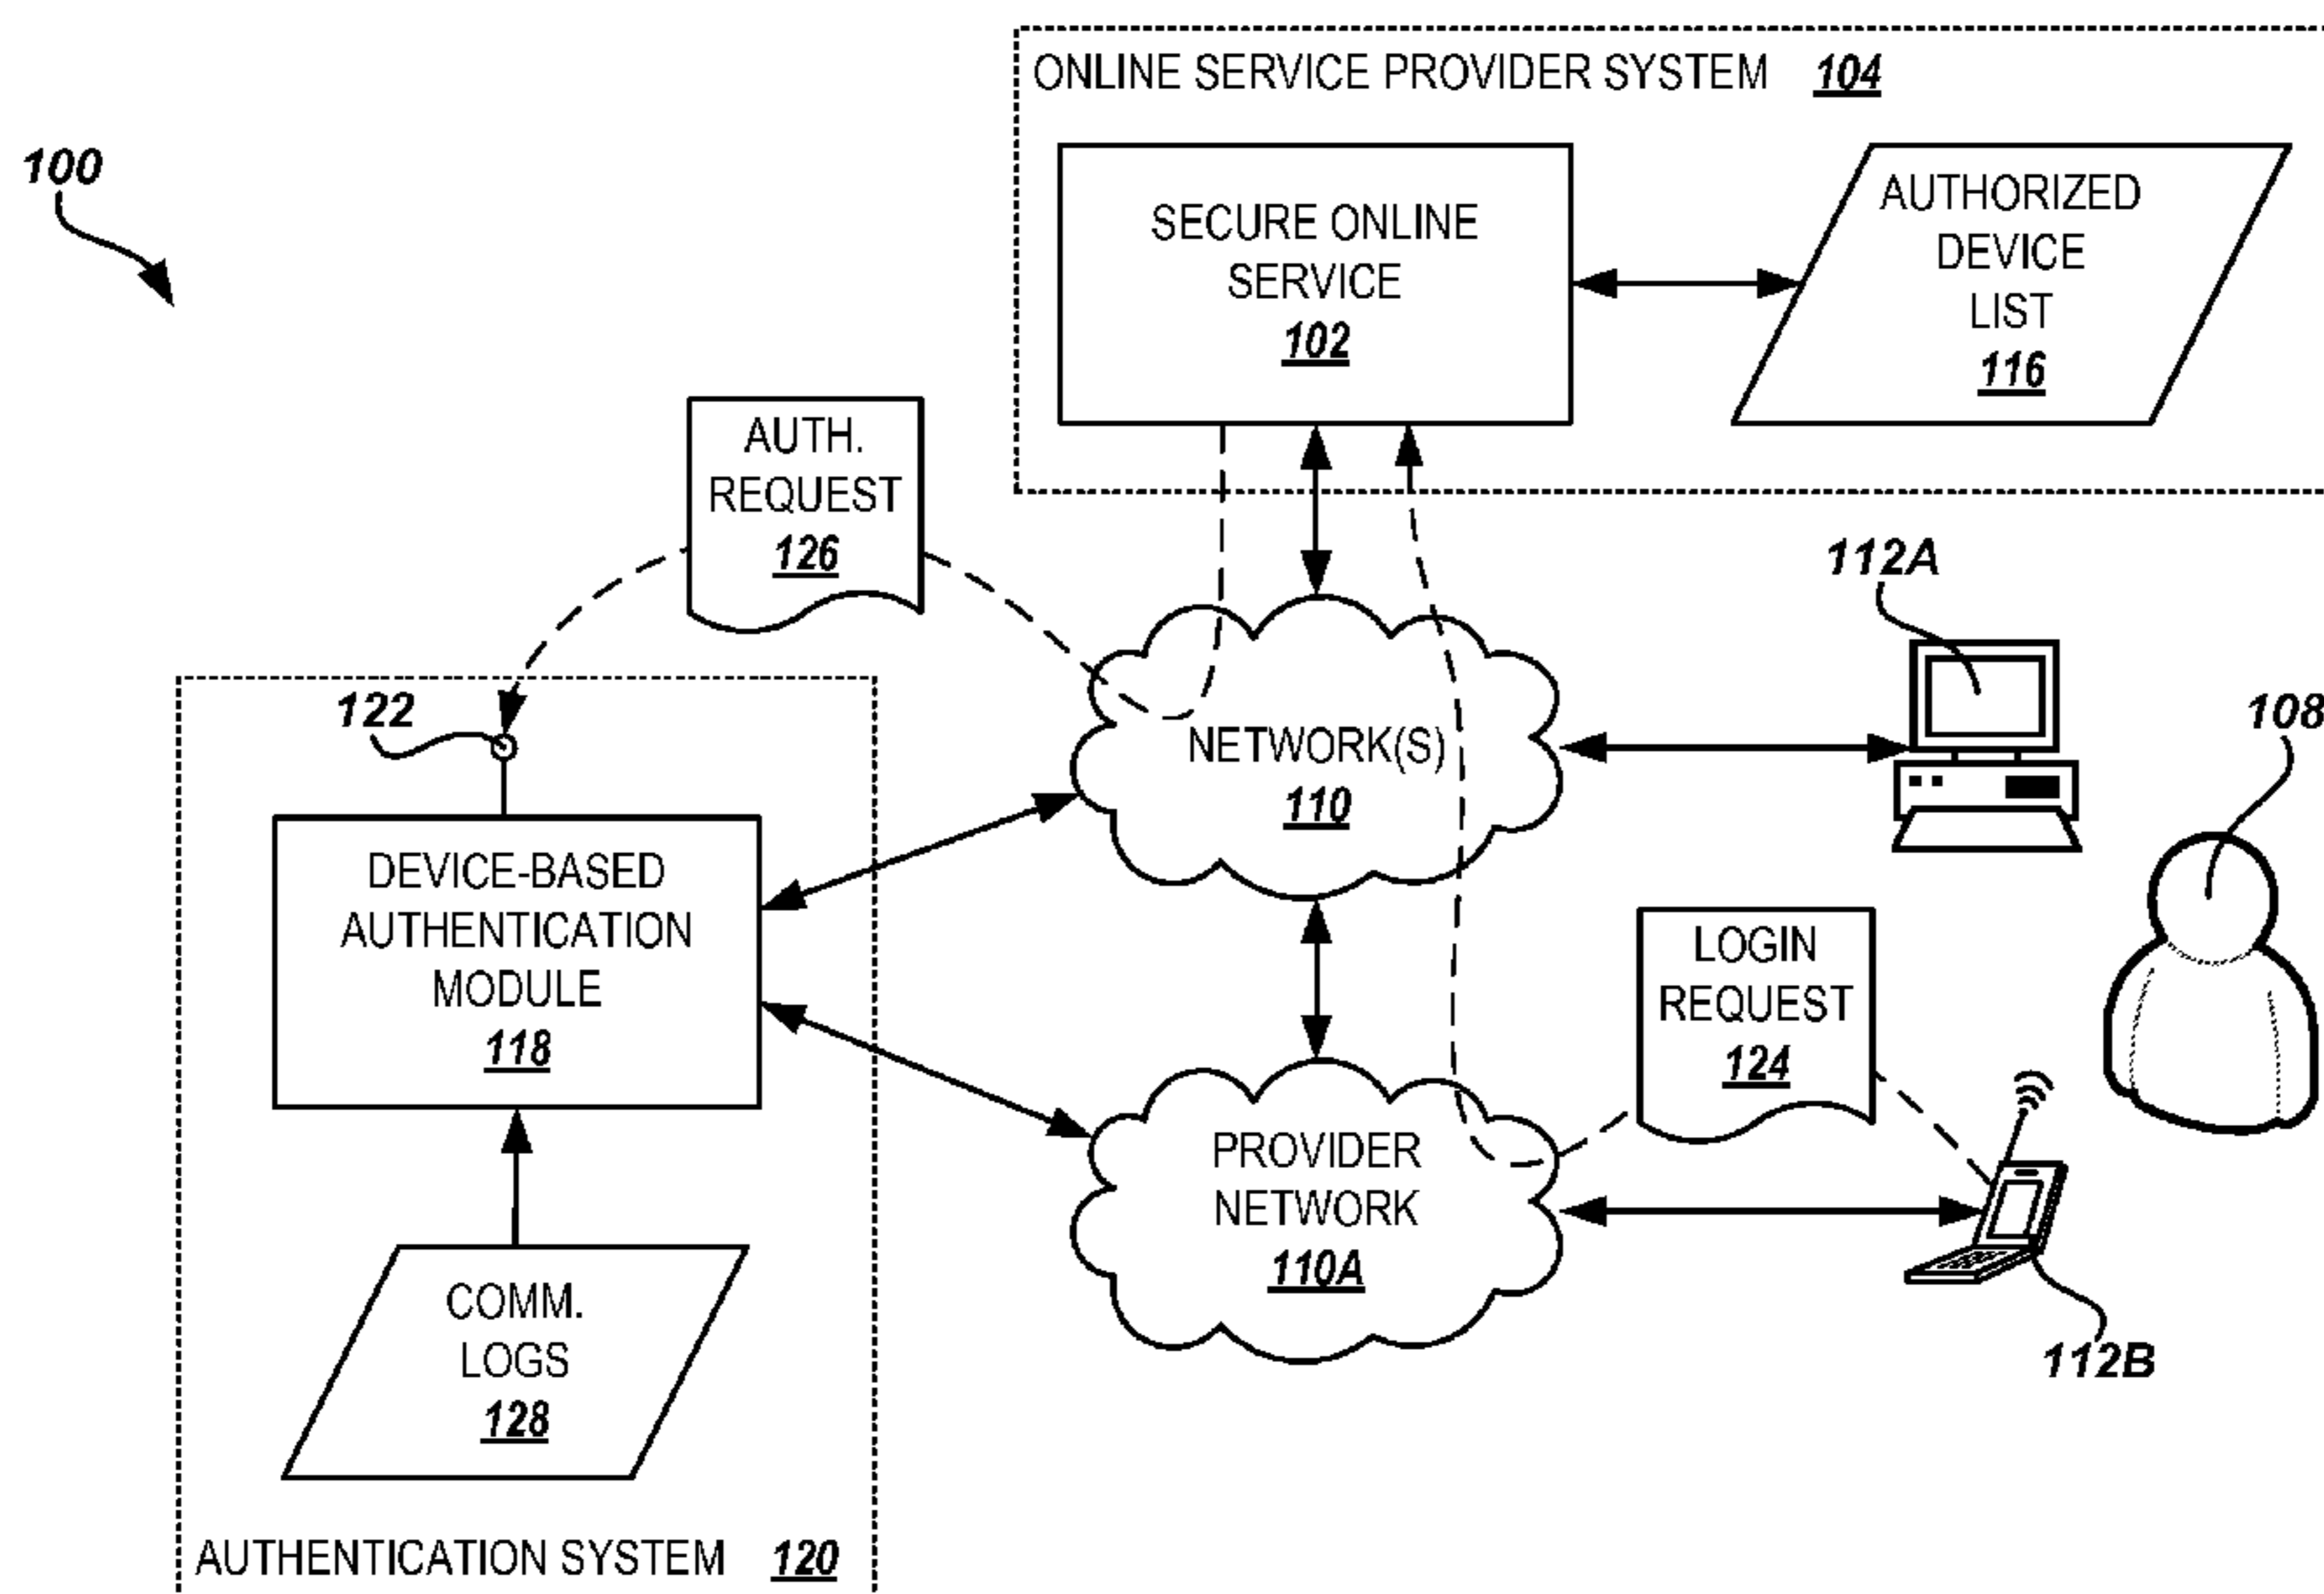 ONLINE SERVICE PROVIDER SYSTEM 104
100
SECURE ONLINE
SERVICE
102
AUTHORIZED
DEVICE
LIST
116
AUTH.
REQUEST
126
112A
122
108
NETWORK(S)
110
DEVICE-BASED
AUTHENTICATION
MODULE
118
LOGIN
REQUEST
124
PROVIDER
NETWORK
110A
COMM.
LOGS
128
112B
AUTHENTICATION SYSTEM 120